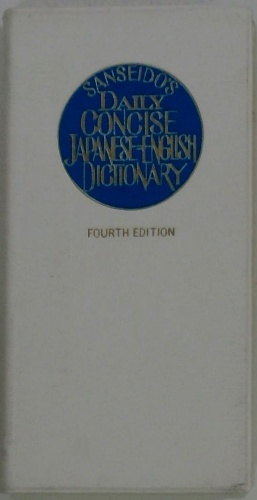 SANSEIDO'S
DAILY
CONCISE
JAPANESE-ENGLISH
DICTIONARY
FOURTH EDITION